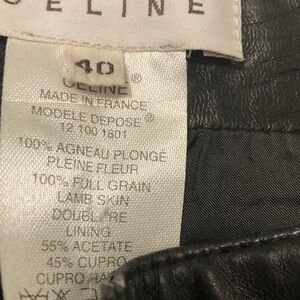 CELINE
40
CELINE
MADE IN FRANCE
MODELE DEPOSE ®
12 100 1801
100% AGNEAU PLONGÉ
PLEINE FLEUR
100% FULL GRAIN
LAMB SKIN
LINING
55% ACETATE
45% CUPRO
CUPRO